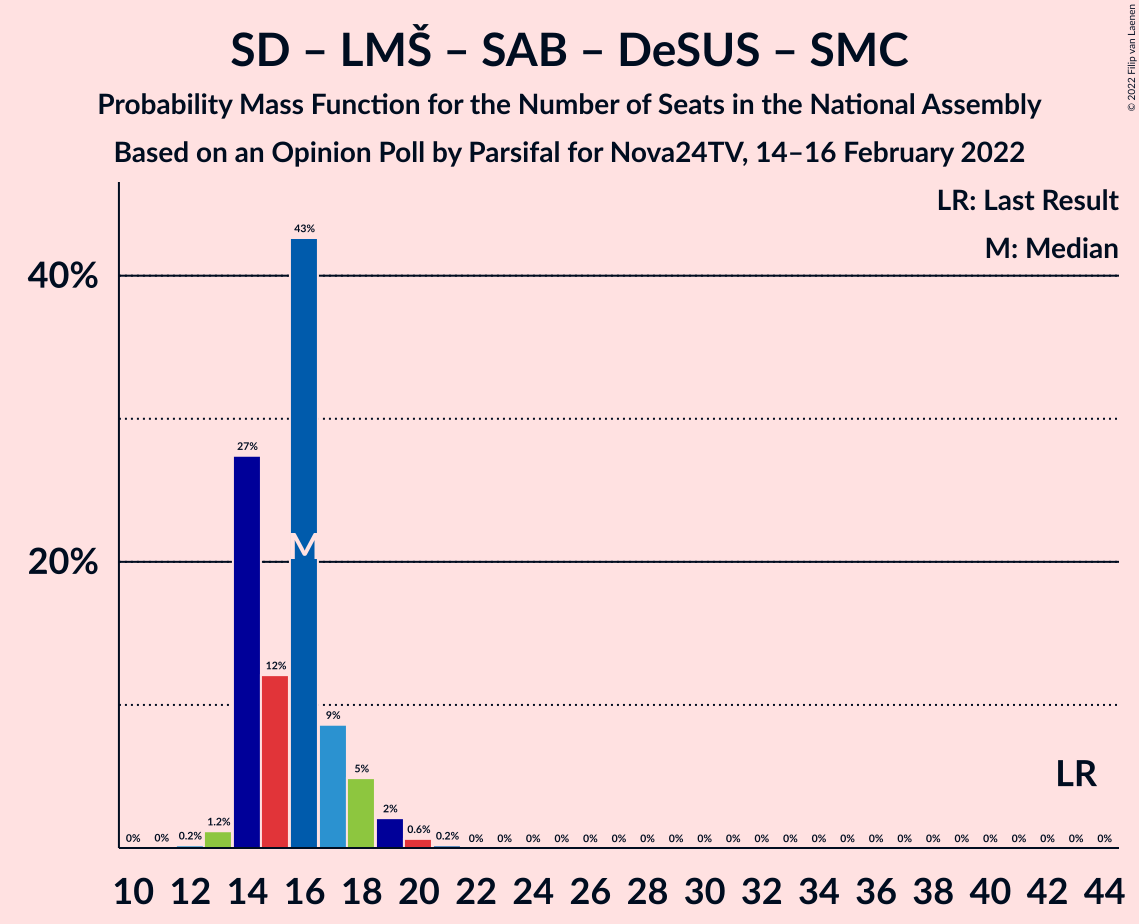 SD – LMŠ – SAB – DeSUS – SMC
Probability Mass Function for the Number of Seats in the National Assembly
Based on an Opinion Poll by Parsifal for Nova24TV, 14–16 February 2022
© 2022 Filip van Laenen
LR: Last Result
M: Median
40%
20%
43%
27%
12%
9%
5%
2%
1.2%
0.6%
0% 0% 0.2% 0.2% 0% 0% 0% 0% 0% 0% 0% 0% 0% 0% 0% 0% 0% 0% 0% 0% 0% 0% 0% 0% 0% 0% 0%
M
LR
10 12 14 16 18 20 22 24 26 28 30 32 34 36 38 40 42 44